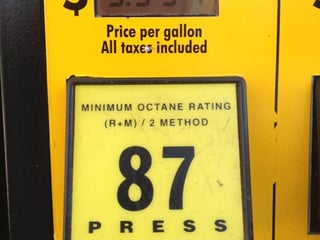 $
Price per gallon
All taxes included
MINIMUM OCTANE RATING
(R+M) / 2 METHOD
87
PRESS